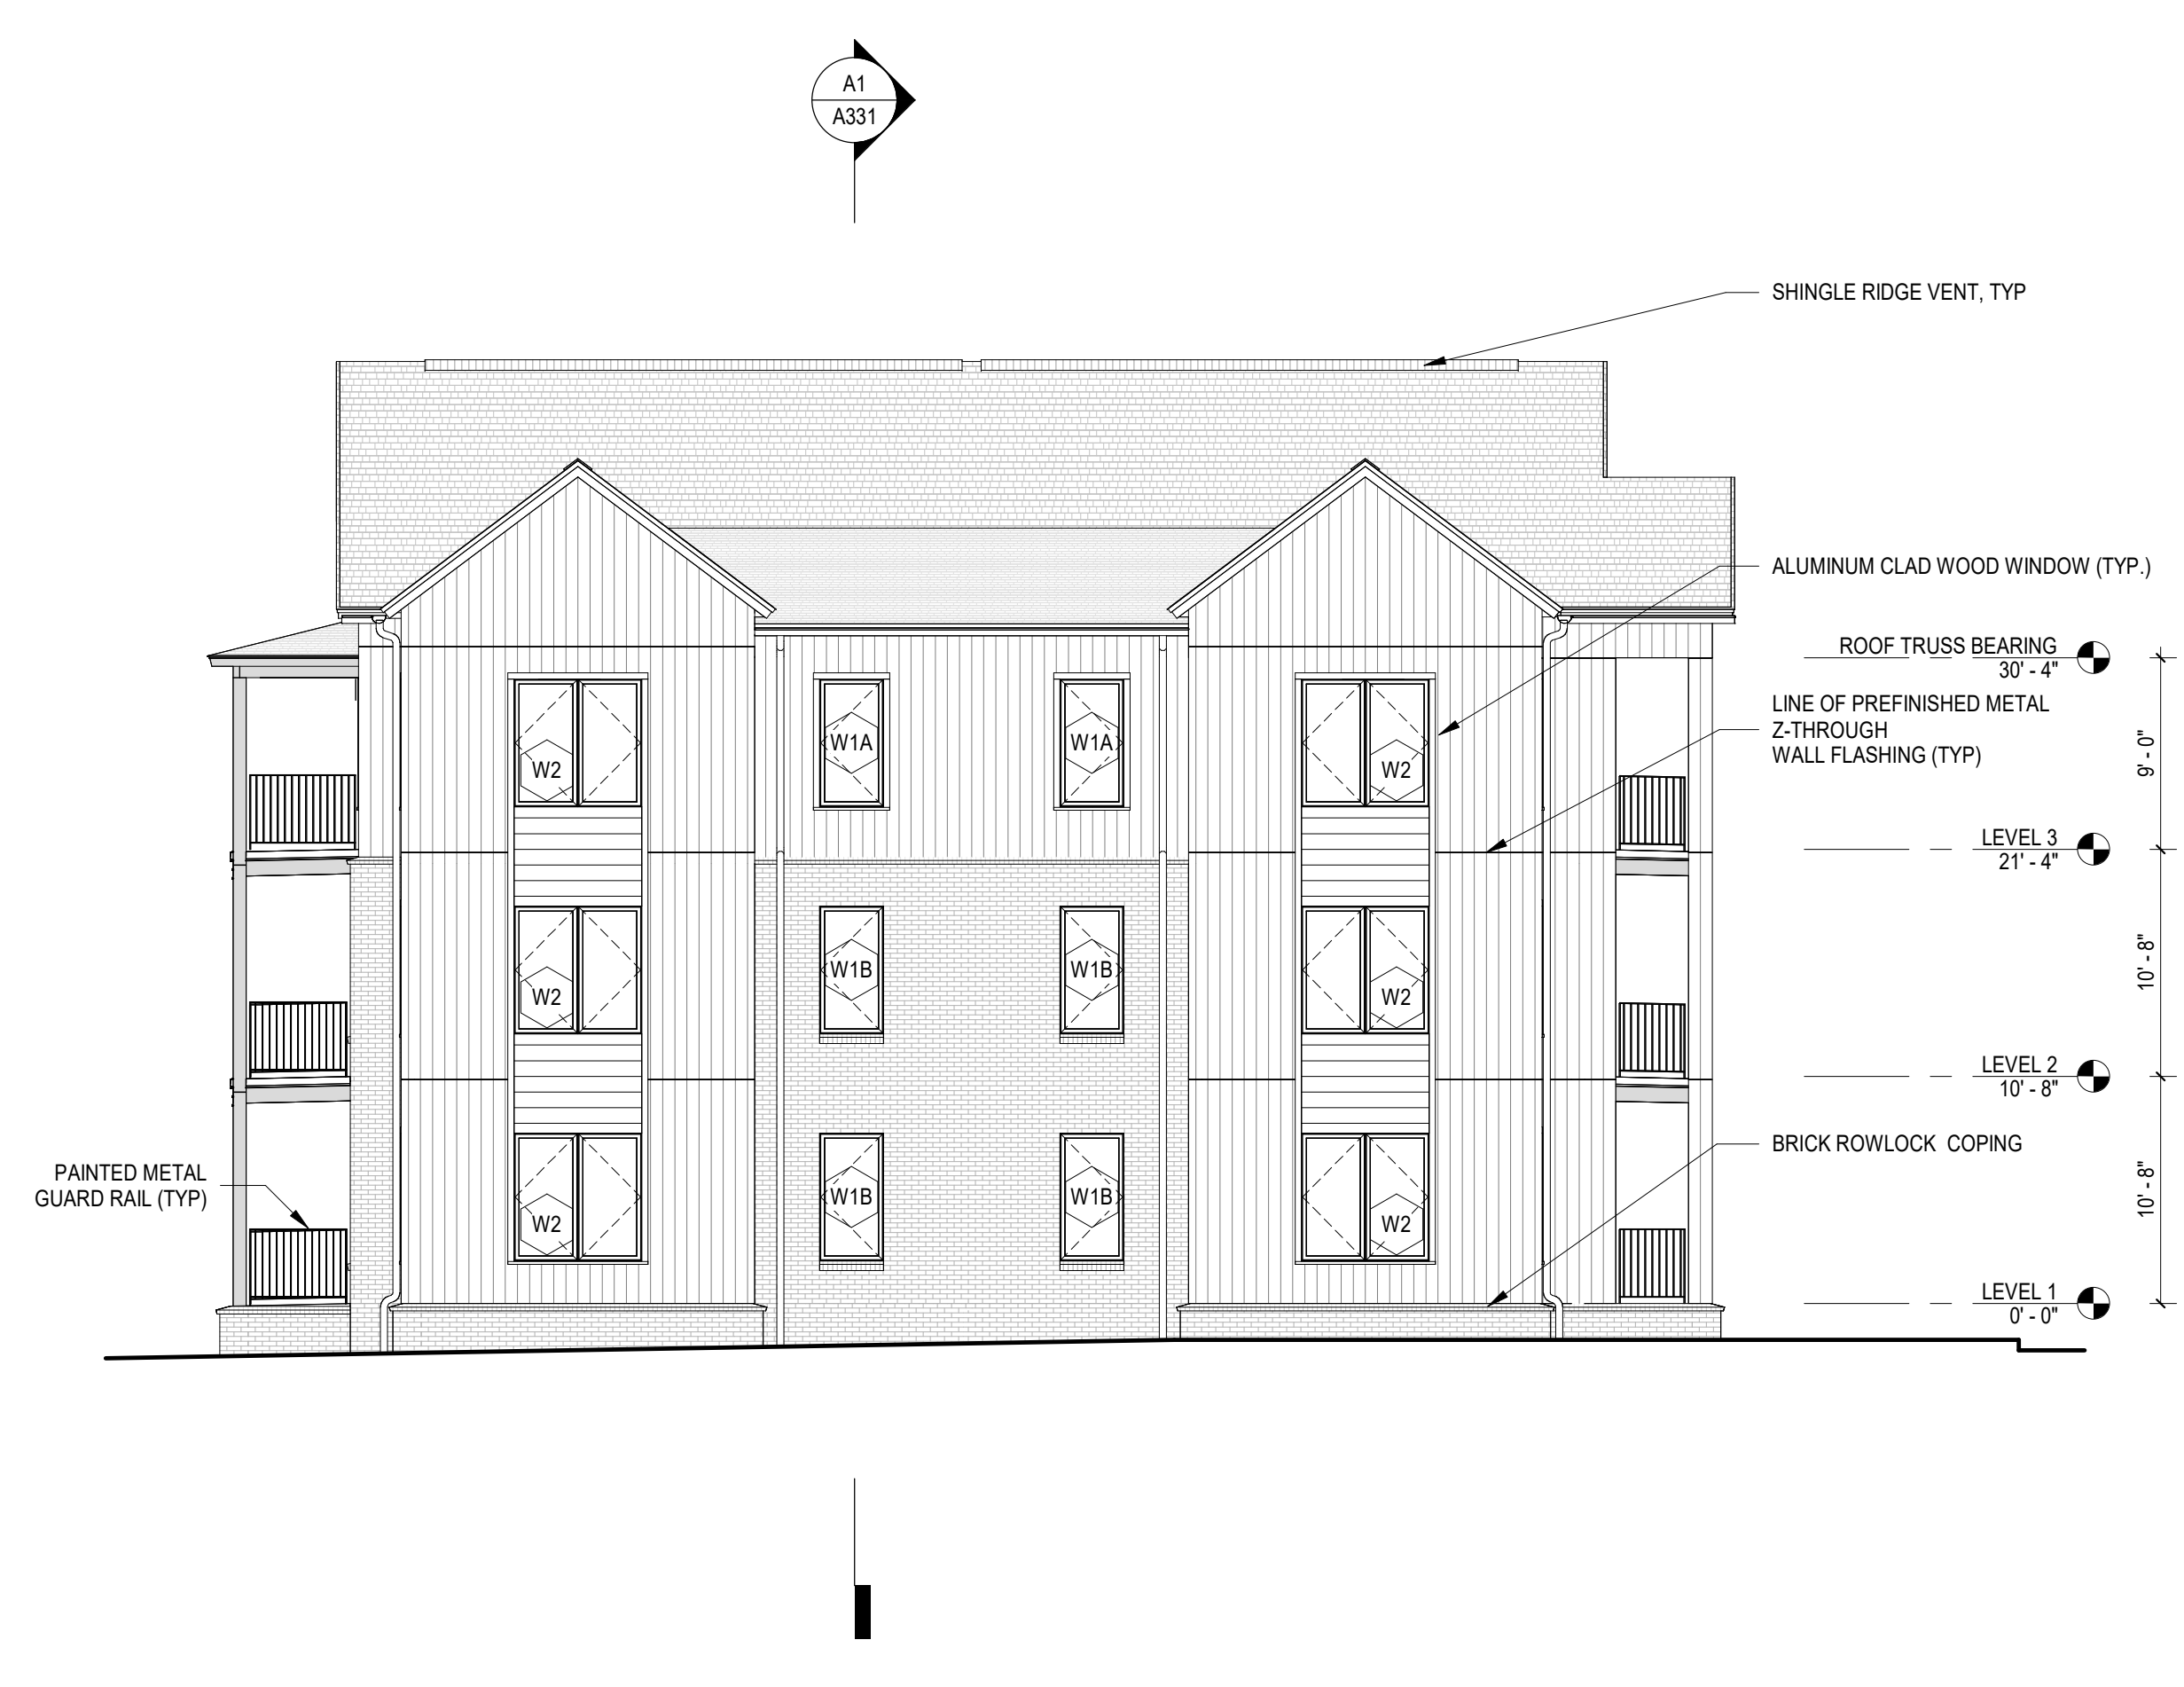 A1
A331
SHINGLE RIDGE VENT, TYP
ALUMINUM CLAD WOOD WINDOW (TYP.)
ROOF TRUSS BEARING
30' - 4"
LINE OF PREFINISHED METAL
Z-THROUGH
WALL FLASHING (TYP)
9' - 0"
W2
W1A
W1A
W2
LEVEL 3
21' - 4"
10' - 8"
W2
W1B
W1B
W2
LEVEL 2
10' - 8"
BRICK ROWLOCK COPING
10' - 8"
PAINTED METAL
GUARD RAIL (TYP)
W2
W1B
W1B
W2
LEVEL 1
0' - 0"